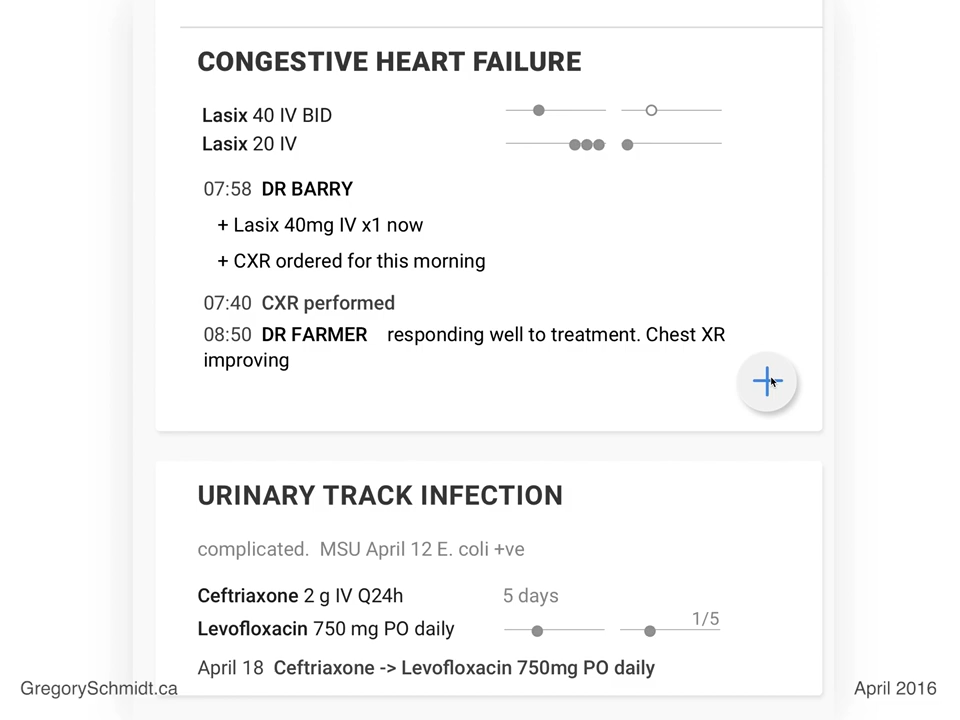 CONGESTIVE HEART FAILURE
Lasix 40 IV BID
Lasix 20 IV
07:58 DR BARRY
+ Lasix 40mg IV x1 now
+ CXR ordered for this morning
07:40 CXR performed
08:50 DR FARMER responding well to treatment. Chest XR
improving
URINARY TRACK INFECTION
complicated. MSU April 12 E. coli +ve
Ceftriaxone 2 g IV Q24h 5 days
Levofloxacin 750 mg PO daily 1/5
April 18 Ceftriaxone -> Levofloxacin 750mg PO daily
GregorySchmidt.ca April 2016